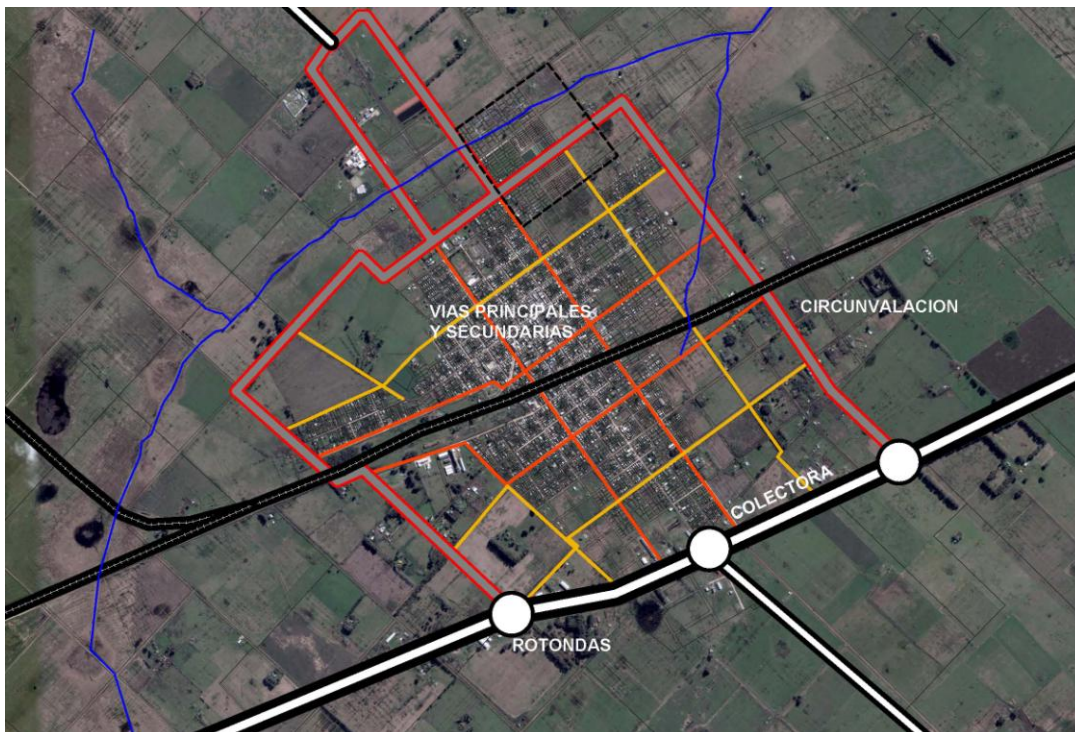 VIAS PRINCIPALES
Y SECUNDARIAS
CIRCUNVALACION
COLECTORA
ROTONDAS